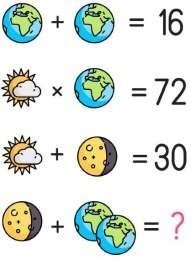 + = 16
× = 72
+ = 30
+ = ?